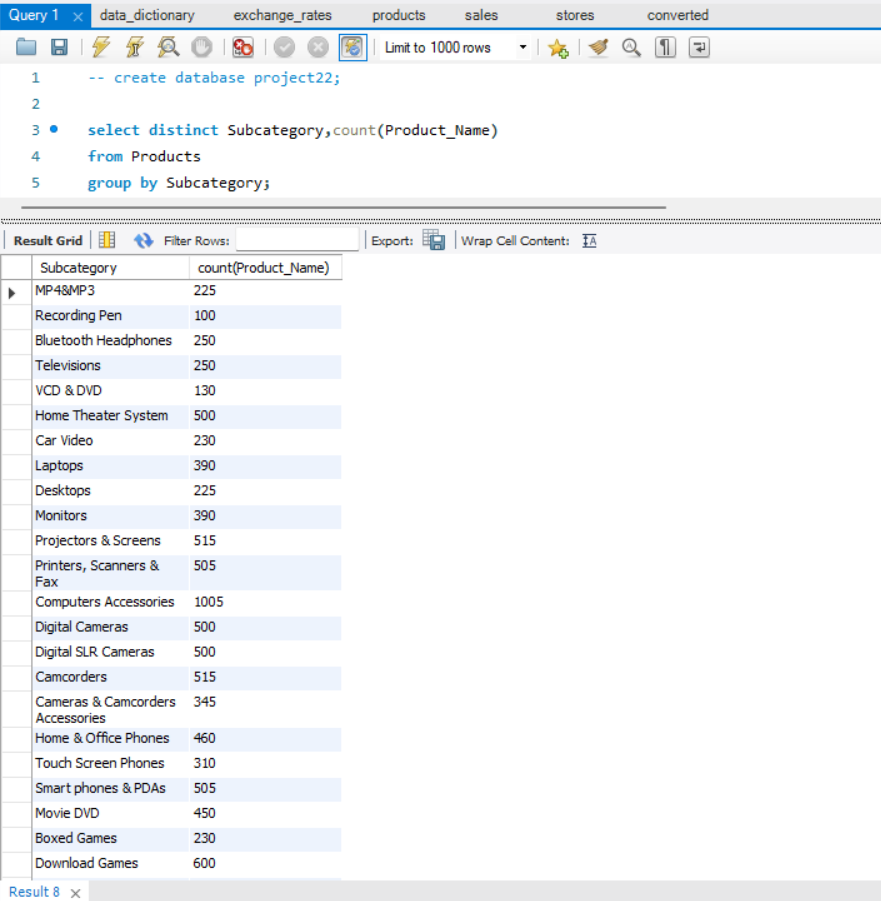 Query 1 data_dictionary exchange_rates products sales stores converted
Limit to 1000 rows
1 -- create database project22;
2
3 select distinct Subcategory,count(Product_Name)
4 from Products
5 group by Subcategory;
Result Grid Filter Rows: Export: Wrap Cell Content:
Subcategory count(Product_Name)
MP4&MP3 225
Recording Pen 100
Bluetooth Headphones 250
Televisions 250
VCD & DVD 130
Home Theater System 500
Car Video 230
Laptops 390
Desktops 225
Monitors 390
Projectors & Screens 515
Printers, Scanners & 505
Fax
Computers Accessories 1005
Digital Cameras 500
Digital SLR Cameras 500
Camcorders 515
Cameras & Camcorders 345
Accessories
Home & Office Phones 460
Touch Screen Phones 310
Smart phones & PDAs 505
Movie DVD 450
Boxed Games 230
Download Games 600
Result 8